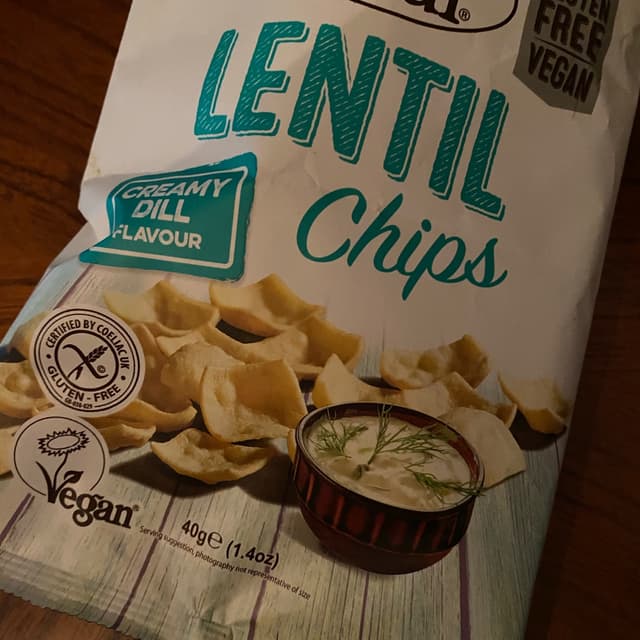 GLUTEN
FREE
VEGAN
LENTIL
Chips
CREAMY
DILL
FLAVOUR
CERTIFIED BY COELIAC UK
GLUTEN - FREE
Vegan
40g℮ (1.4oz)
Serving suggestion, photography not representative of size